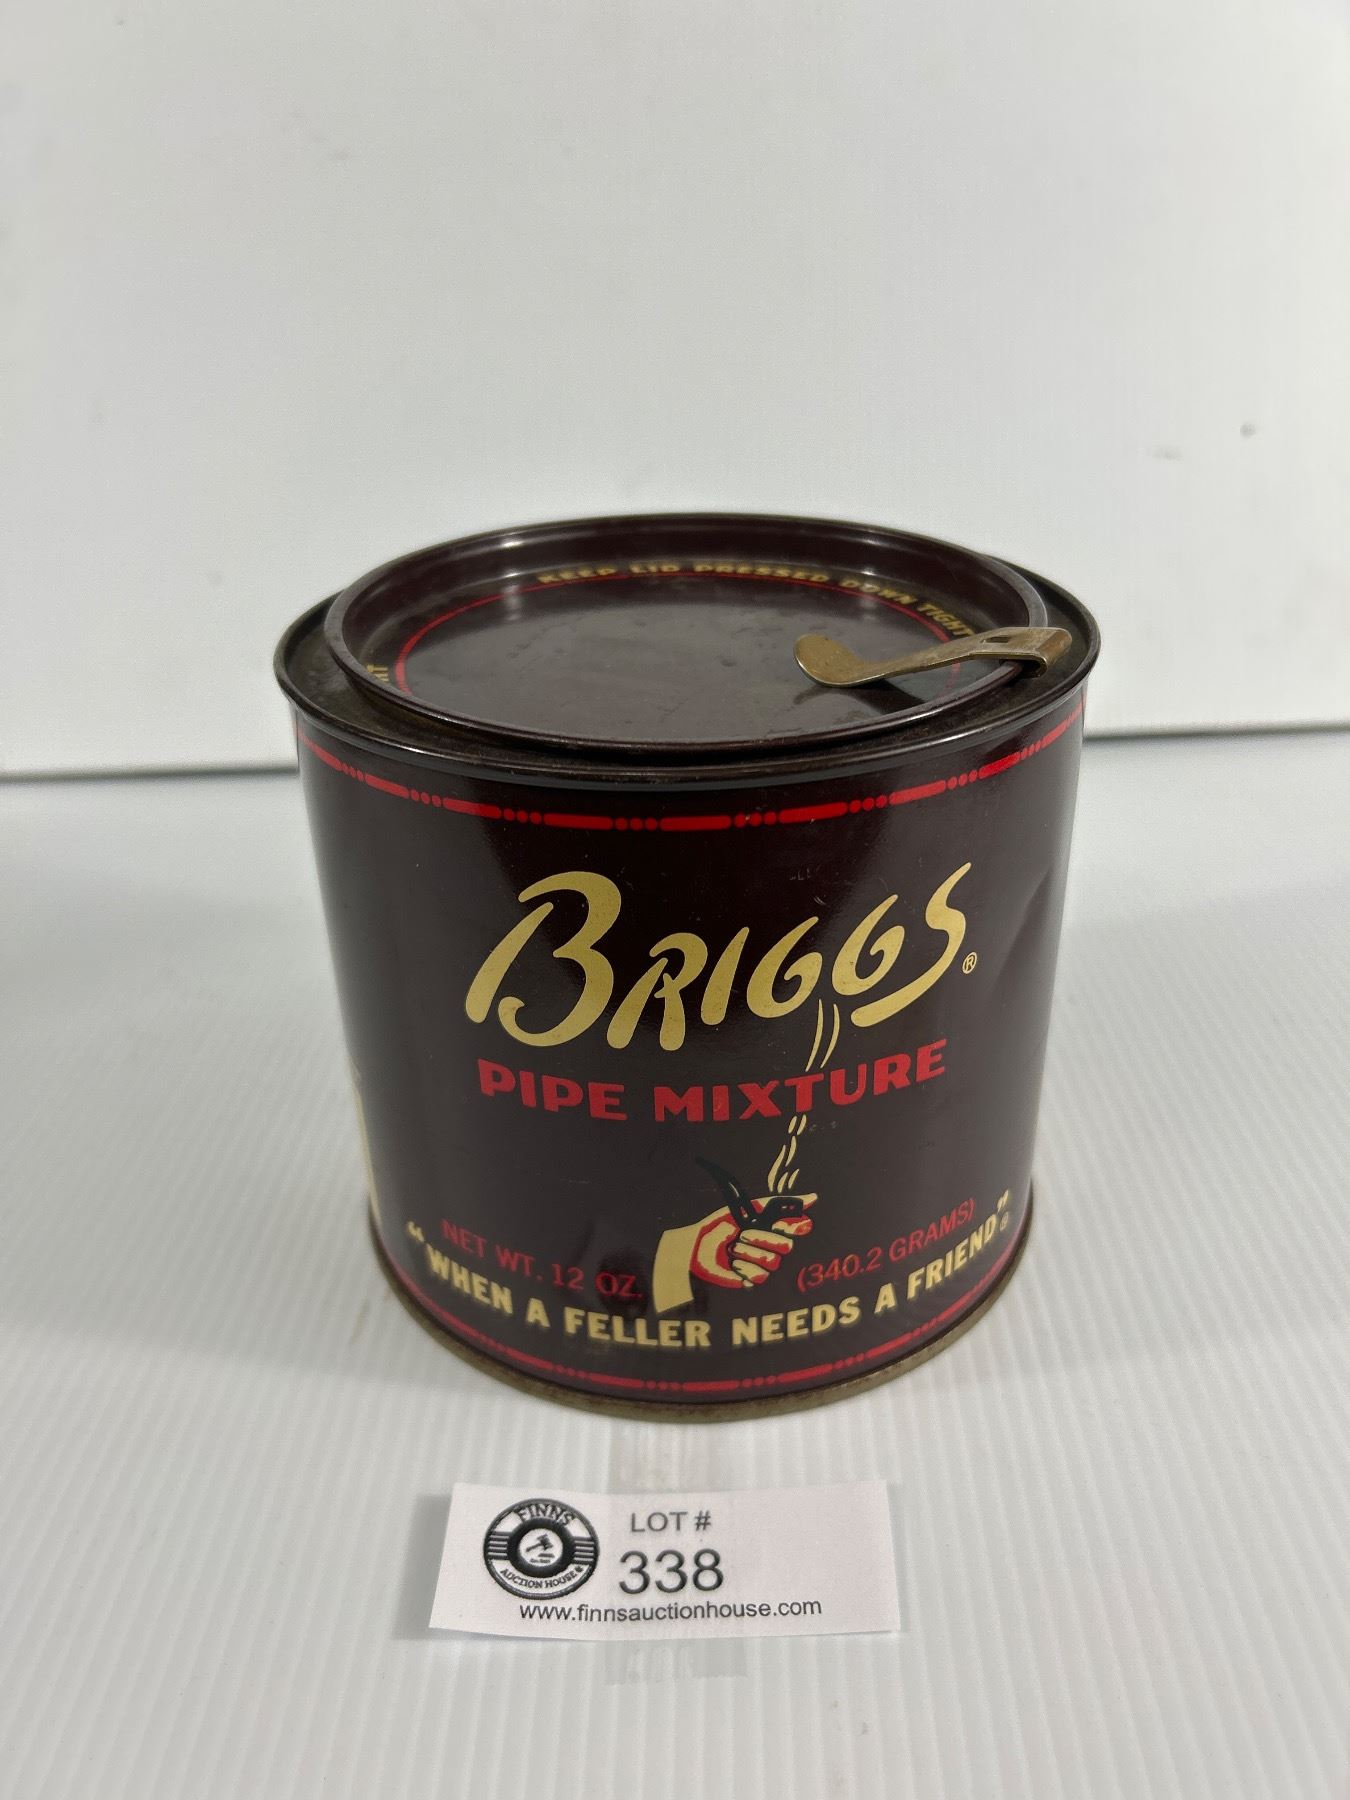 KEEP LID PRESSED DOWN TIGHT
HT
BRIGGS®
PIPE MIXTURE
NET WT. 12 OZ. (340.2 GRAMS)
"WHEN A FELLER NEEDS A FRIEND"®
FINNS
AUCTION HOUSE
LOT #
338
www.finnsauctionhouse.com